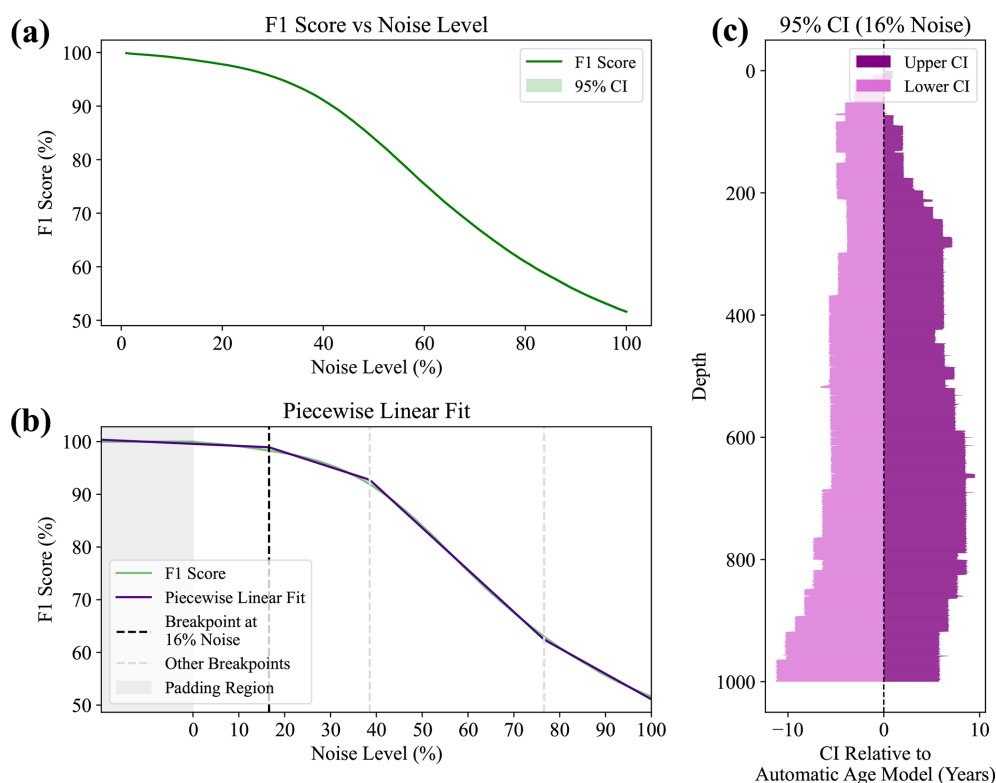 (a)
F1 Score vs Noise Level
100
90
80
70
60
50
F1 Score (%)
F1 Score
95% CI
0
20
40
60
80
100
Noise Level (%)
(b)
Piecewise Linear Fit
100
90
80
70
60
50
F1 Score (%)
F1 Score
Piecewise Linear Fit
Breakpoint at
16% Noise
Other Breakpoints
Padding Region
0
10
20
30
40
50
60
70
80
90
100
Noise Level (%)
(c)
95% CI (16% Noise)
Upper CI
Lower CI
0
200
400
600
800
1000
Depth
−10
0
10
CI Relative to
Automatic Age Model (Years)